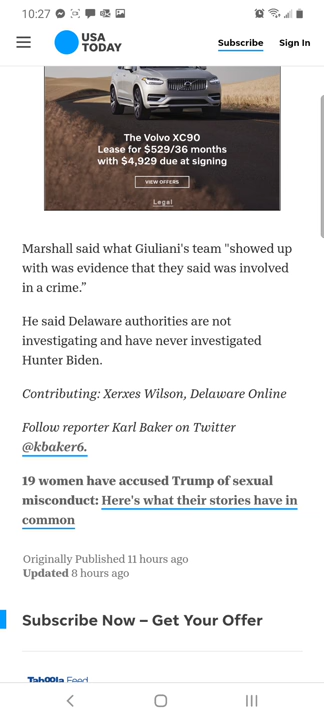 10:27
USA
TODAY
Subscribe
Sign In
The Volvo XC90
Lease for $529/36 months
with $4,929 due at signing
VIEW OFFERS
Legal
Marshall said what Giuliani's team "showed up
with was evidence that they said was involved
in a crime.”
He said Delaware authorities are not
investigating and have never investigated
Hunter Biden.
Contributing: Xerxes Wilson, Delaware Online
Follow reporter Karl Baker on Twitter
@kbaker6.
19 women have accused Trump of sexual
misconduct: Here's what their stories have in
common
Originally Published 11 hours ago
Updated 8 hours ago
Subscribe Now – Get Your Offer
Taboola Feed